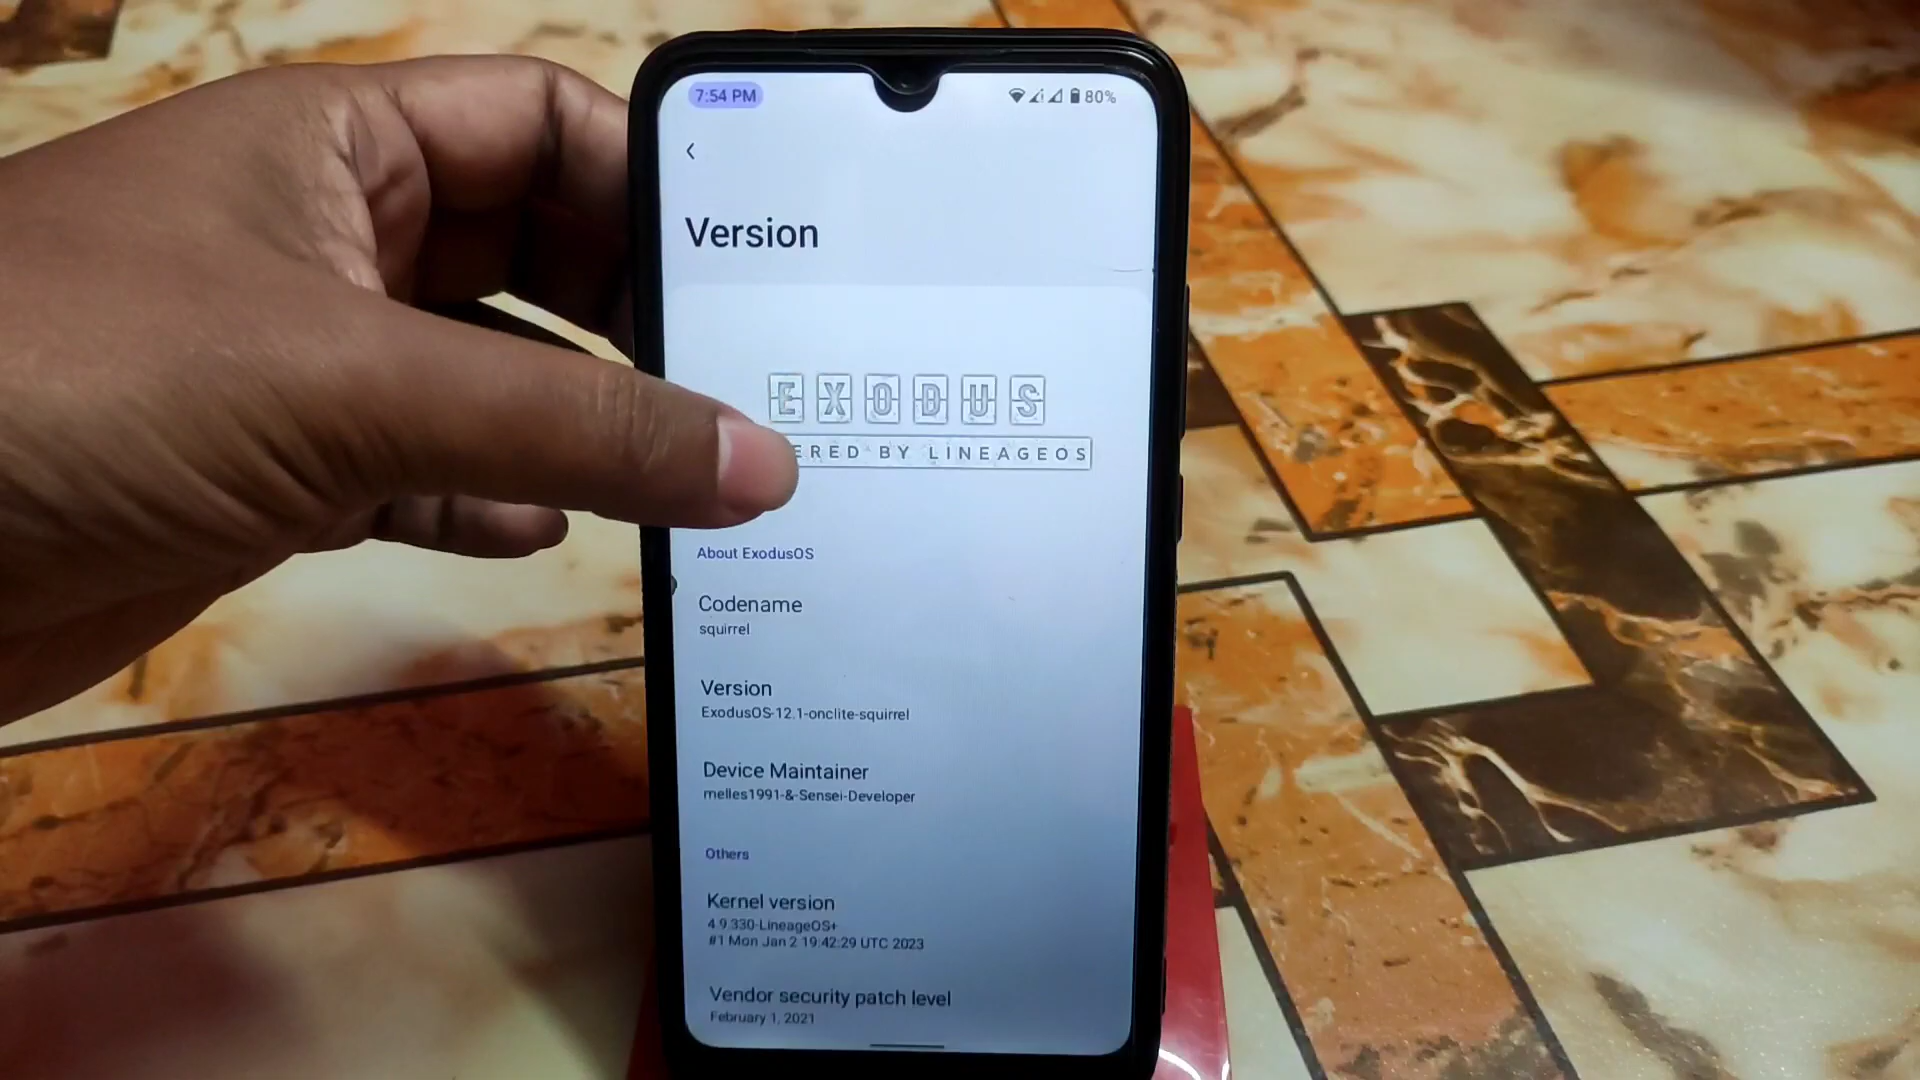 7:54 PM
80%
Version
EXODUS
ERED BY LINEAGEOS
About ExodusOS
Codename
squirrel
Version
ExodusOS-12.1-onclite-squirrel
Device Maintainer
melles1991-&-Sensei-Developer
Others
Kernel version
4.9.330-LineageOS+
#1 Mon Jan 2 19:42:29 UTC 2023
Vendor security patch level
February 1, 2021